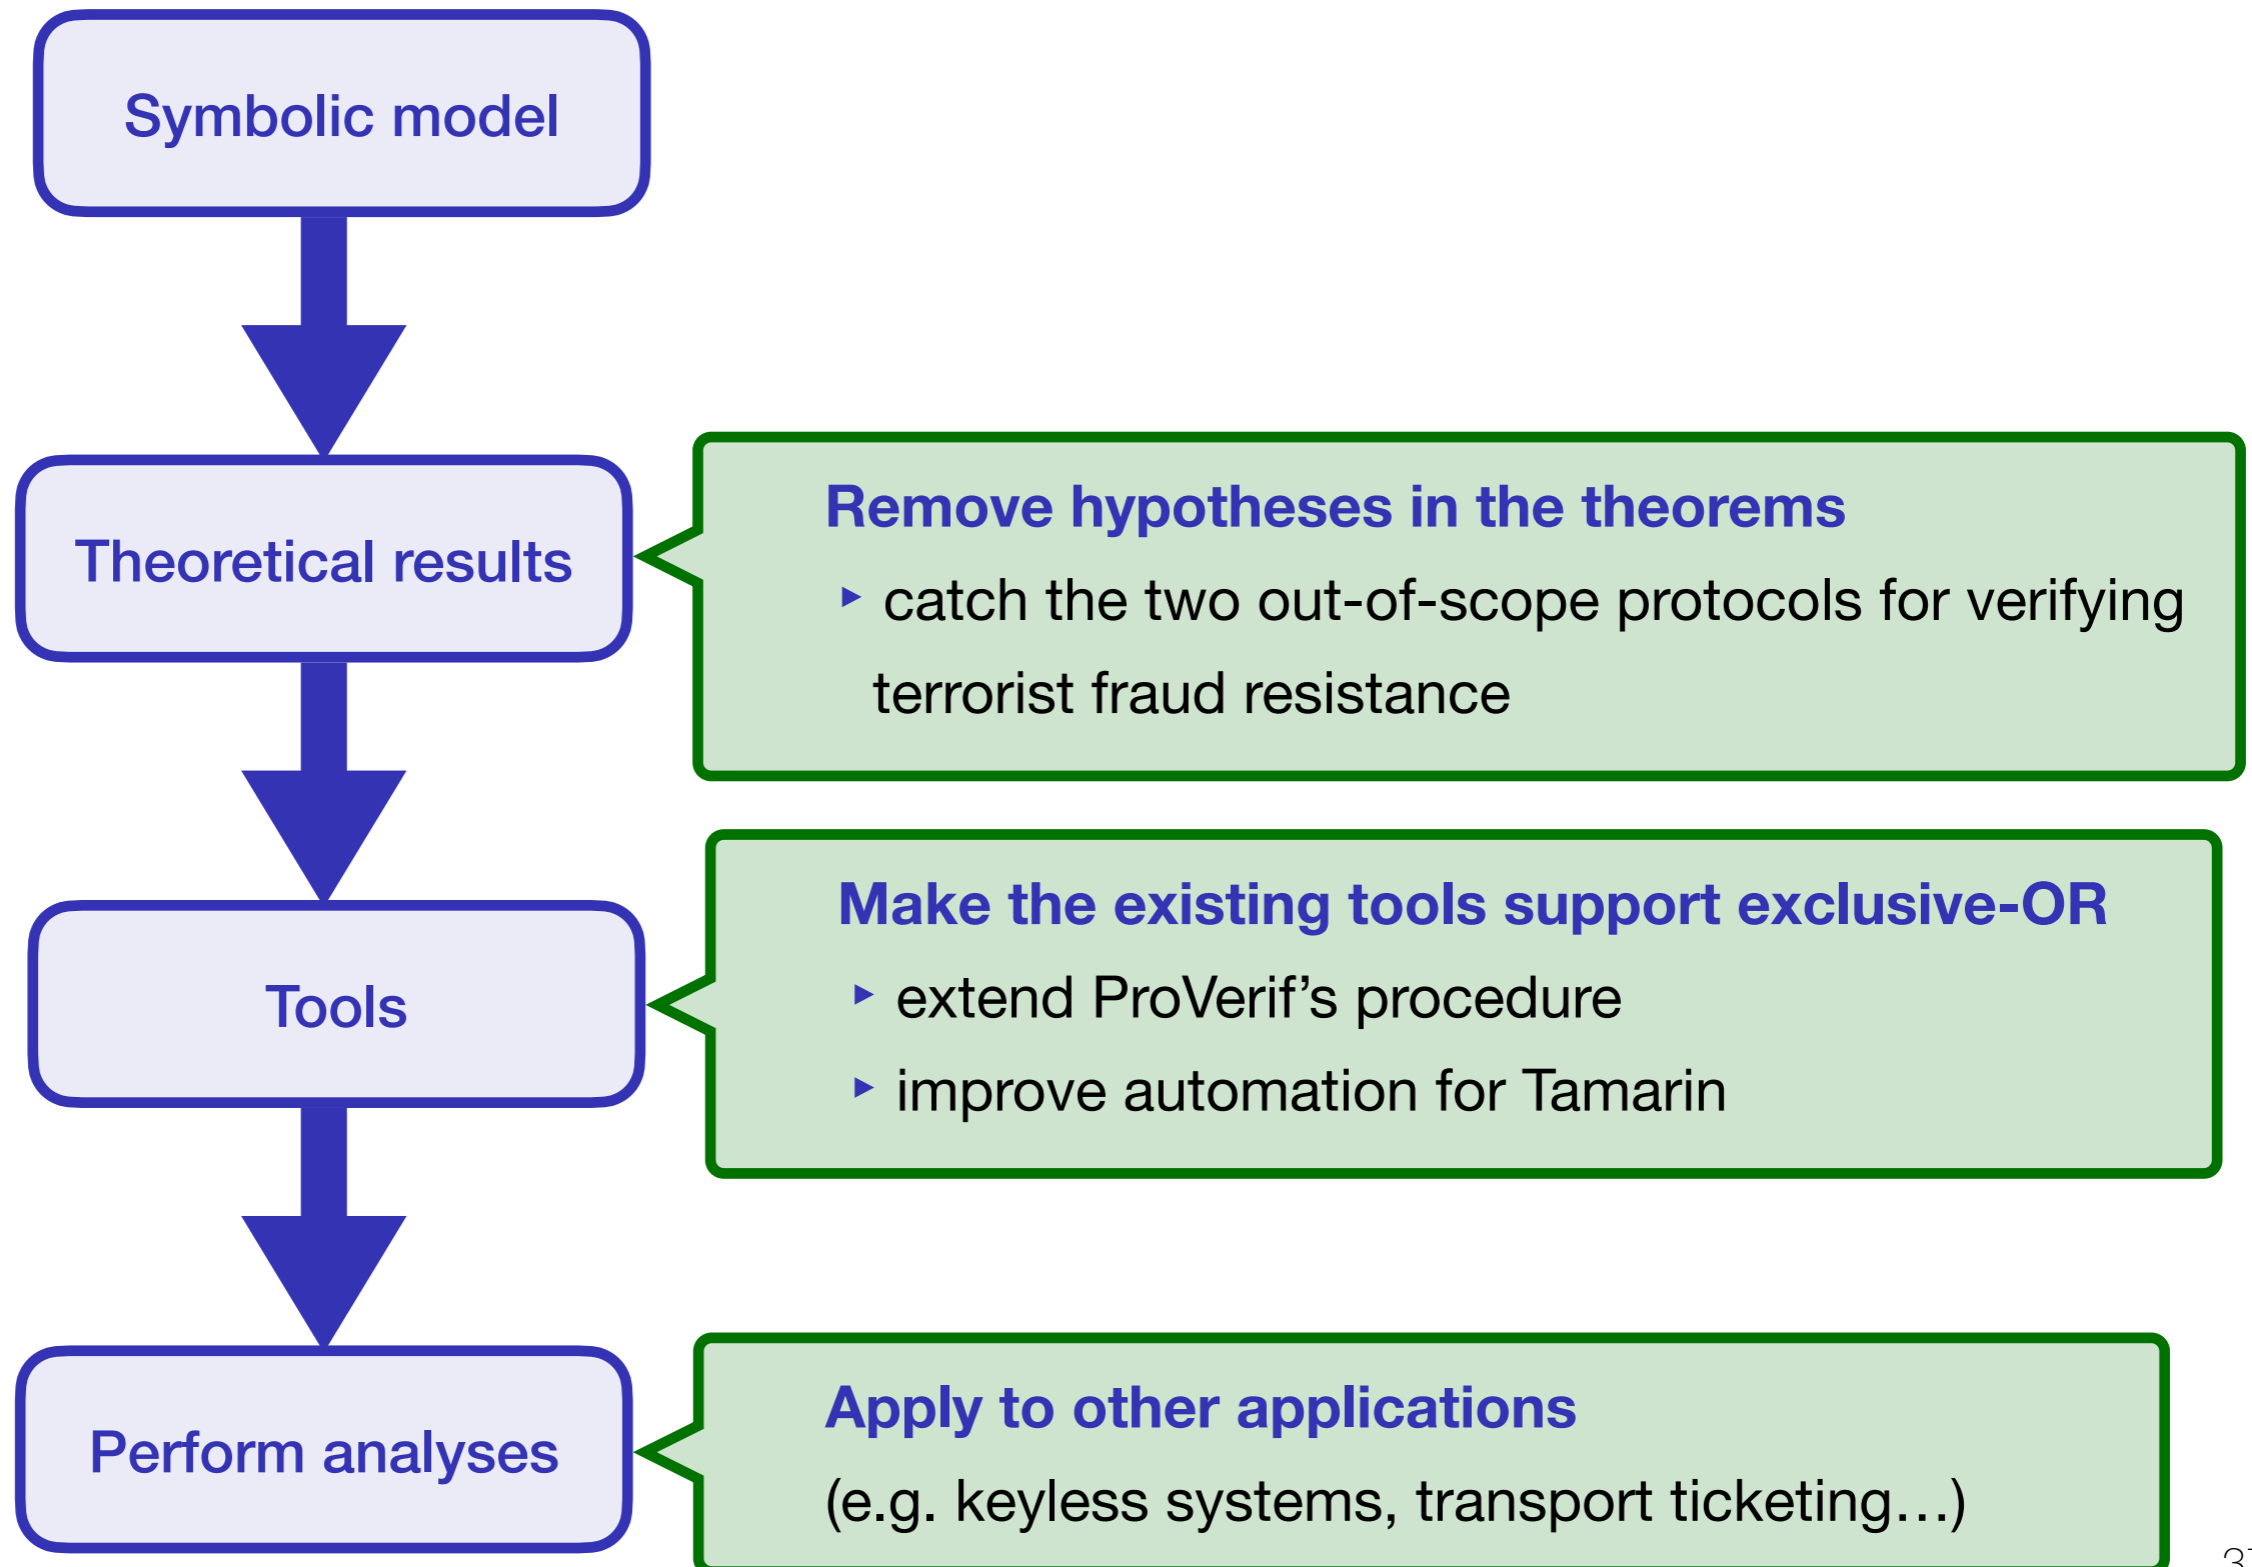 Symbolic model
Theoretical results
Remove hypotheses in the theorems
‣ catch the two out-of-scope protocols for verifying
terrorist fraud resistance
Tools
Make the existing tools support exclusive-OR
‣ extend ProVerif’s procedure
‣ improve automation for Tamarin
Perform analyses
Apply to other applications
(e.g. keyless systems, transport ticketing…)